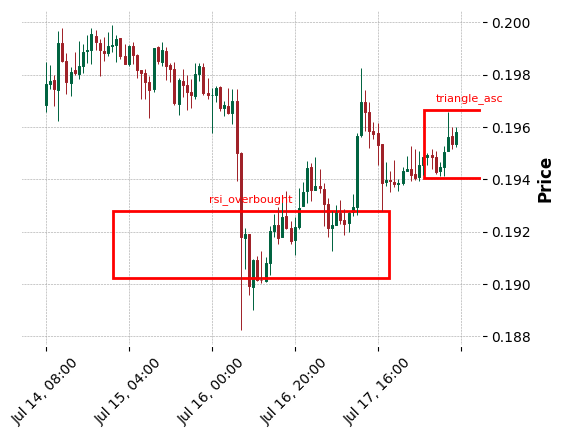 0.200
0.198
triangle_asc
0.196
0.194
rsi_overbought
0.192
0.190
0.188
Price
Jul 14, 08:00
Jul 15, 04:00
Jul 16, 00:00
Jul 16, 20:00
Jul 17, 16:00